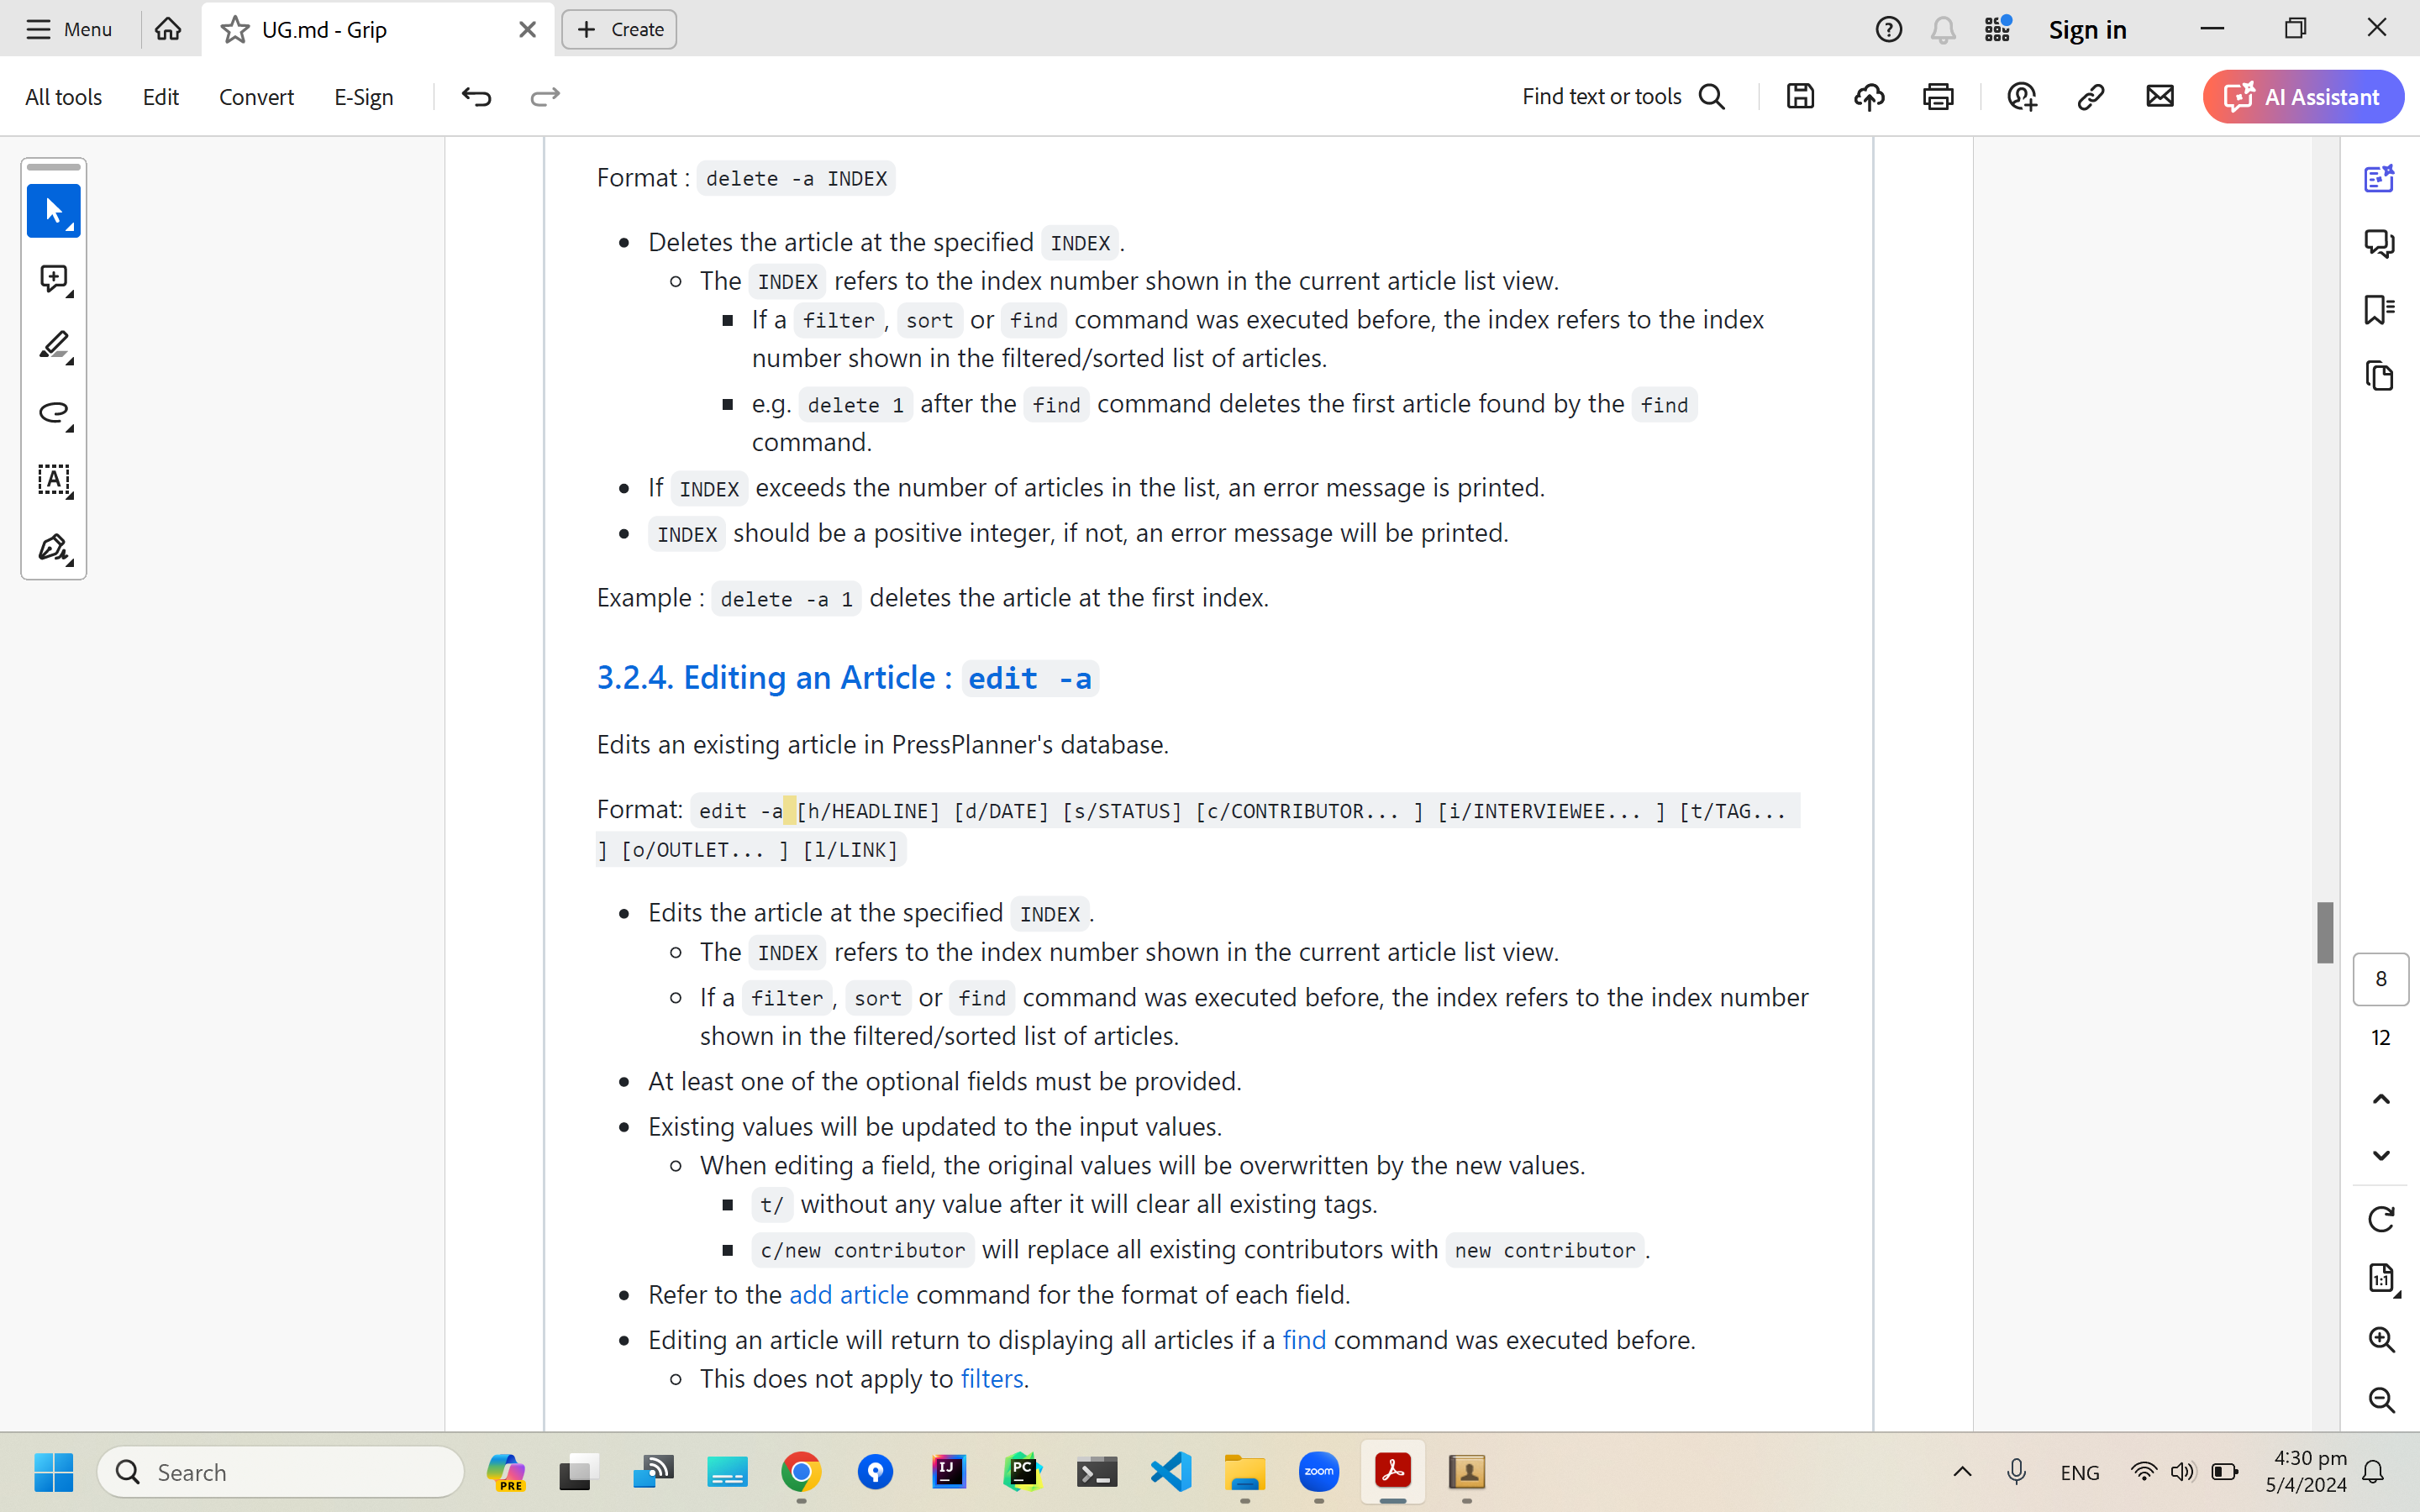 Menu
UG.md - Grip
Create
Sign in
All tools
Edit
Convert
E-Sign
Find text or tools
AI Assistant
Format : delete -a INDEX
Deletes the article at the specified INDEX.
The INDEX refers to the index number shown in the current article list view.
If a filter, sort or find command was executed before, the index refers to the index
number shown in the filtered/sorted list of articles.
e.g. delete 1 after the find command deletes the first article found by the find
command.
If INDEX exceeds the number of articles in the list, an error message is printed.
INDEX should be a positive integer, if not, an error message will be printed.
Example : delete -a 1 deletes the article at the first index.
3.2.4. Editing an Article : edit -a
Edits an existing article in PressPlanner's database.
Format: edit -a [h/HEADLINE] [d/DATE] [s/STATUS] [c/CONTRIBUTOR... ] [i/INTERVIEWEE... ] [t/TAG...
] [o/OUTLET... ] [l/LINK]
Edits the article at the specified INDEX.
The INDEX refers to the index number shown in the current article list view.
If a filter, sort or find command was executed before, the index refers to the index number
shown in the filtered/sorted list of articles.
At least one of the optional fields must be provided.
Existing values will be updated to the input values.
When editing a field, the original values will be overwritten by the new values.
t/ without any value after it will clear all existing tags.
c/new contributor will replace all existing contributors with new contributor.
Refer to the add article command for the format of each field.
Editing an article will return to displaying all articles if a find command was executed before.
This does not apply to filters.
8
12
1:1
Search
PRE
IJ
PC
zoom
ENG
4:30 pm
5/4/2024